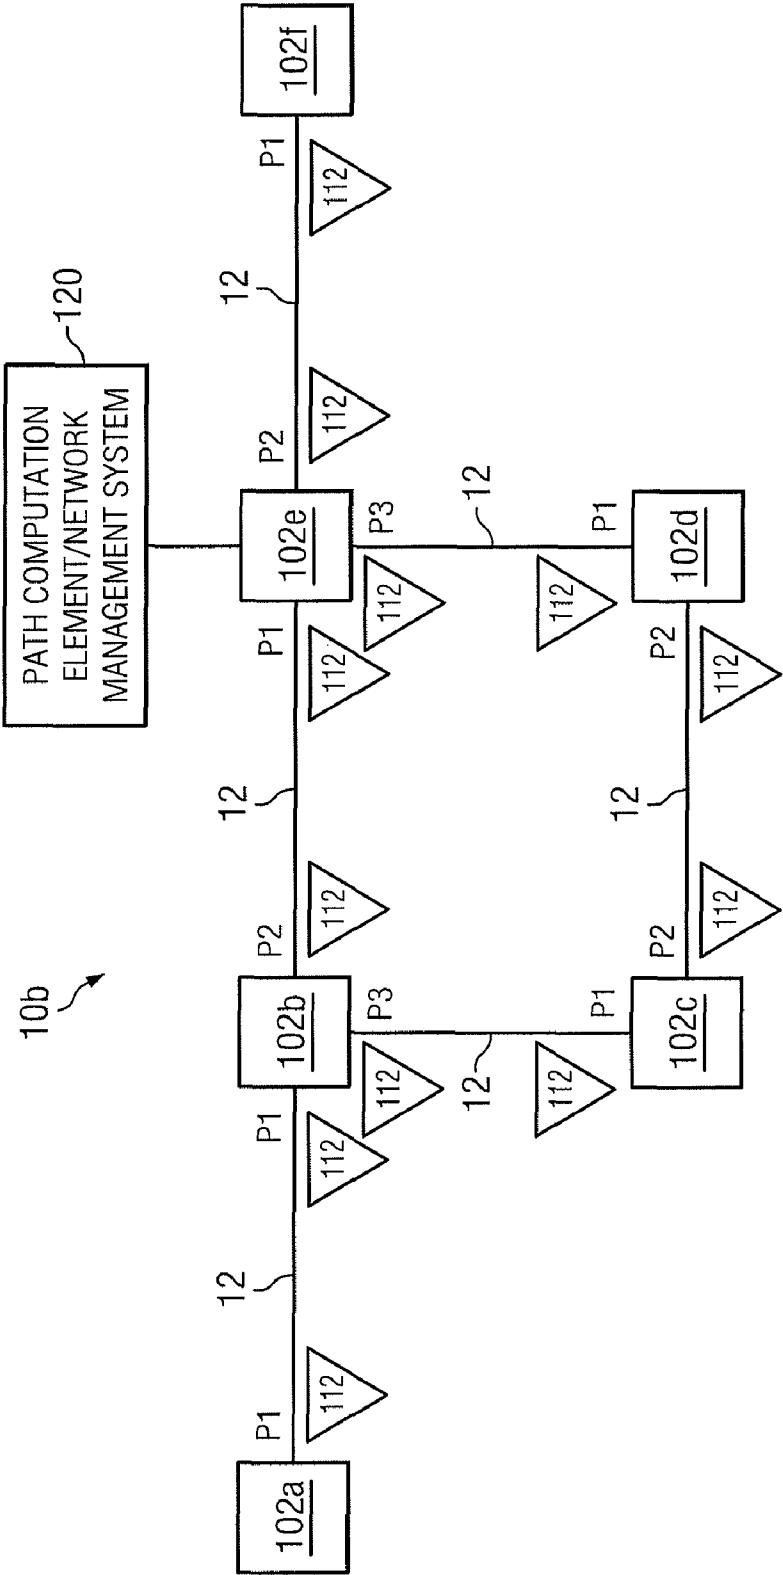 10b
PATH COMPUTATION
ELEMENT/NETWORK
MANAGEMENT SYSTEM
120
12
12
12
P1
P1
P2
P1
P2
P1
102a
102b
102e
102f
112
112
112
112
112
112
P3
P3
112
112
12
12
112
112
P1
P1
12
P2
P2
102c
102d
112
112